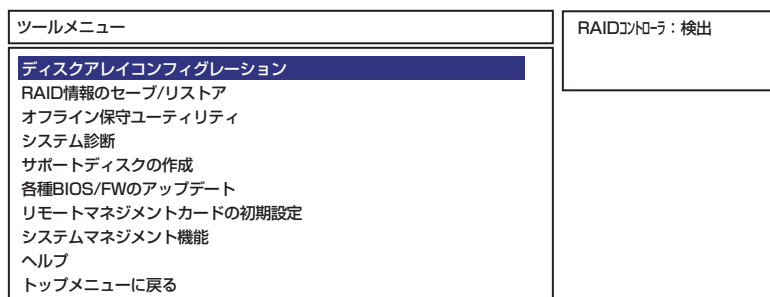 ツールメニュー
RAIDｺﾝﾄﾛｰﾗ：検出
ディスクアレイコンフィグレーション
RAID情報のセーブ/リストア
オフライン保守ユーティリティ
システム診断
サポートディスクの作成
各種BIOS/FWのアップデート
リモートマネジメントカードの初期設定
システムマネジメント機能
ヘルプ
トップメニューに戻る